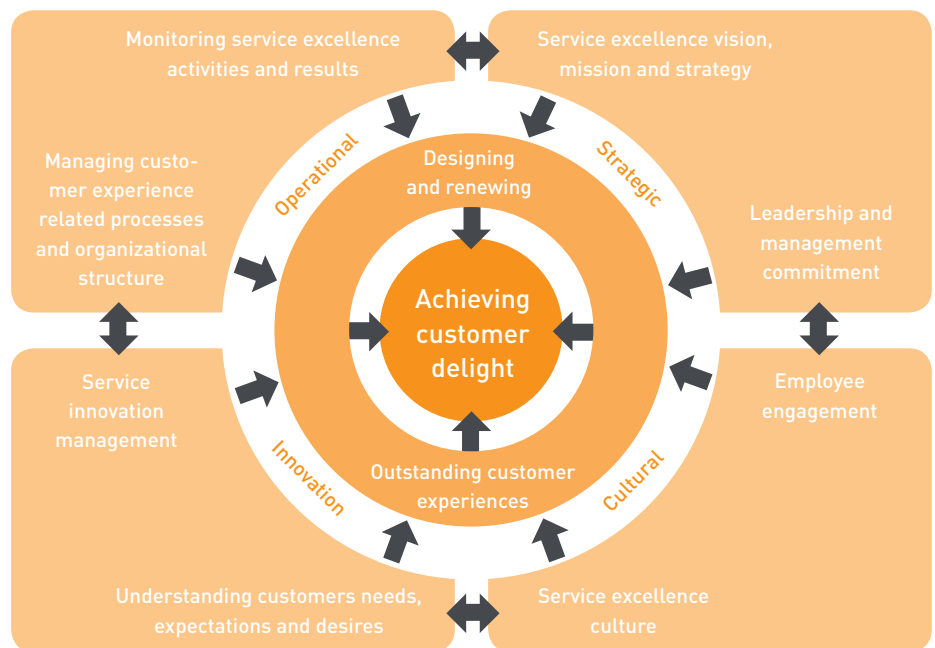 Monitoring service excellence
activities and results
Service excellence vision,
mission and strategy
Operational
Strategic
Designing
and renewing
Managing custo-
mer experience
related processes
and organizational
structure
Leadership and
management
commitment
Achieving
customer
delight
Service
innovation
management
Employee
engagement
Innovation
Cultural
Outstanding customer
experiences
Understanding customers needs,
expectations and desires
Service excellence
culture